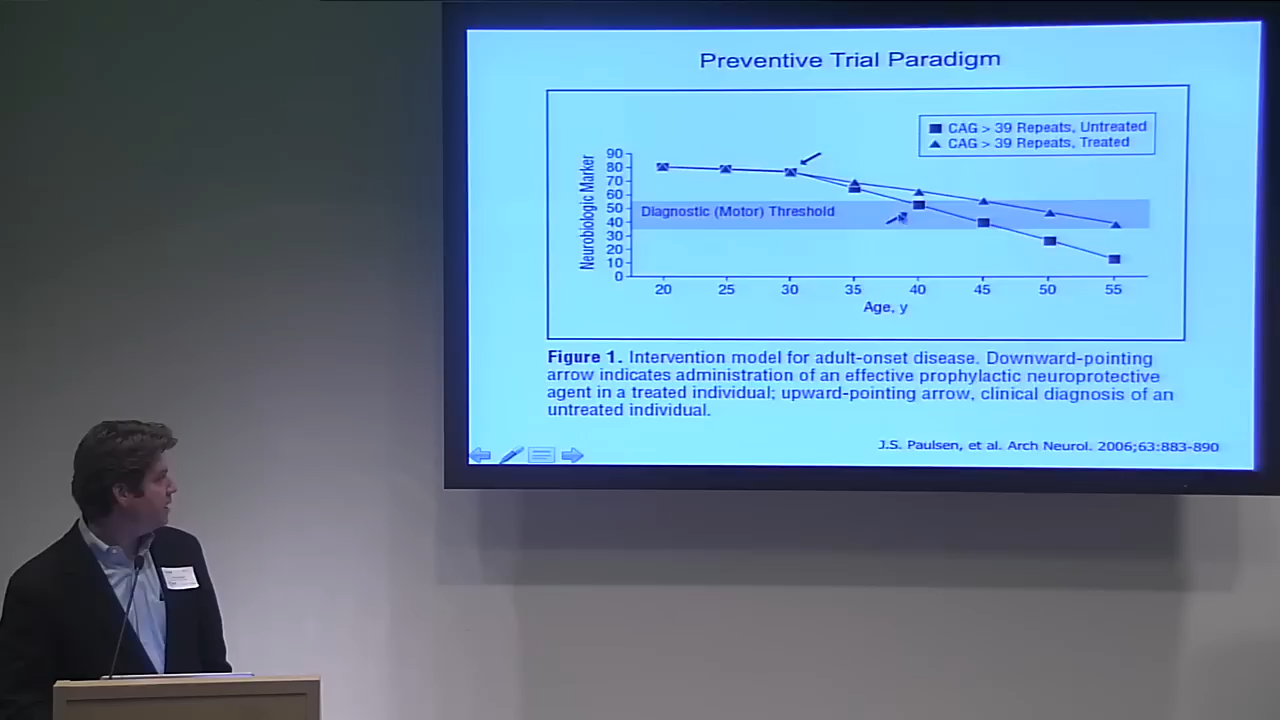 Preventive Trial Paradigm
CAG > 39 Repeats, Untreated
CAG > 39 Repeats, Treated
Neurobiologic Marker
90
80
70
60
50
40
30
20
10
0
Diagnostic (Motor) Threshold
20 25 30 35 40 45 50 55
Age, y
Figure 1. Intervention model for adult-onset disease. Downward-pointing
arrow indicates administration of an effective prophylactic neuroprotective
agent in a treated individual; upward-pointing arrow, clinical diagnosis of an
untreated individual.
J.S. Paulsen, et al. Arch Neurol. 2006;63:883-890